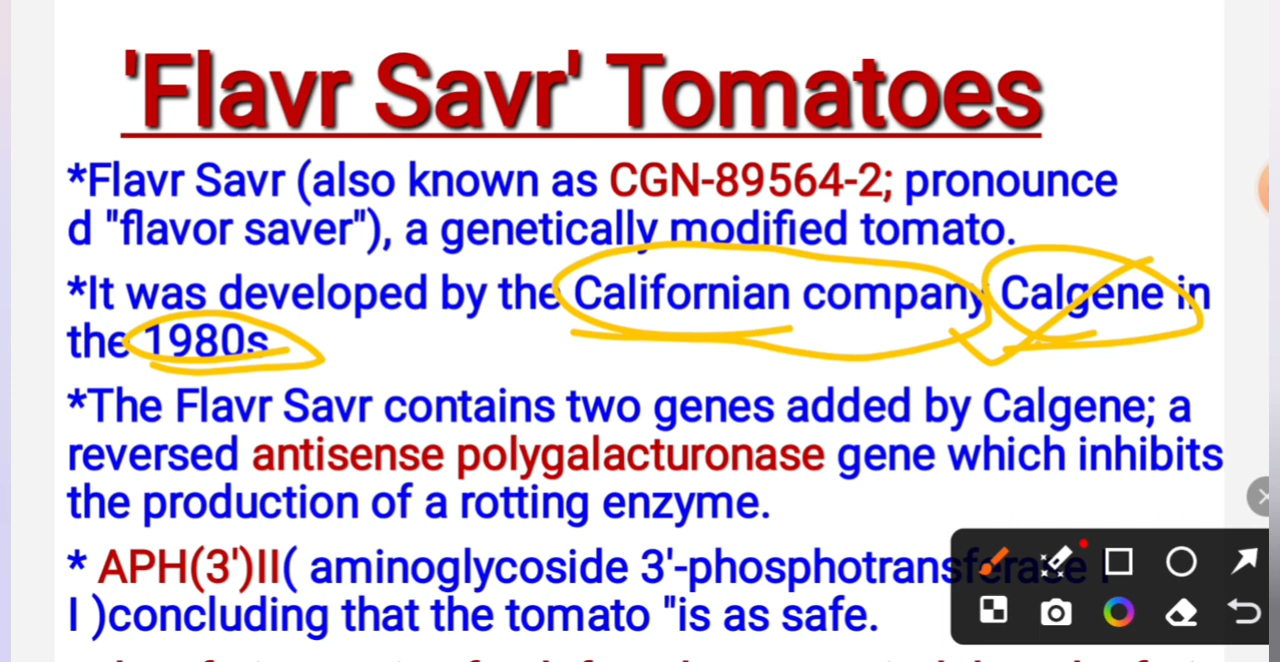 'Flavr Savr' Tomatoes
*Flavr Savr (also known as CGN-89564-2; pronounce
d "flavor saver"), a genetically modified tomato.
*It was developed by the Californian company Calgene in
the 1980s
*The Flavr Savr contains two genes added by Calgene; a
reversed antisense polygalacturonase gene which inhibits
the production of a rotting enzyme.
* APH(3')II( aminoglycoside 3'-phosphotransferase I
I )concluding that the tomato "is as safe.